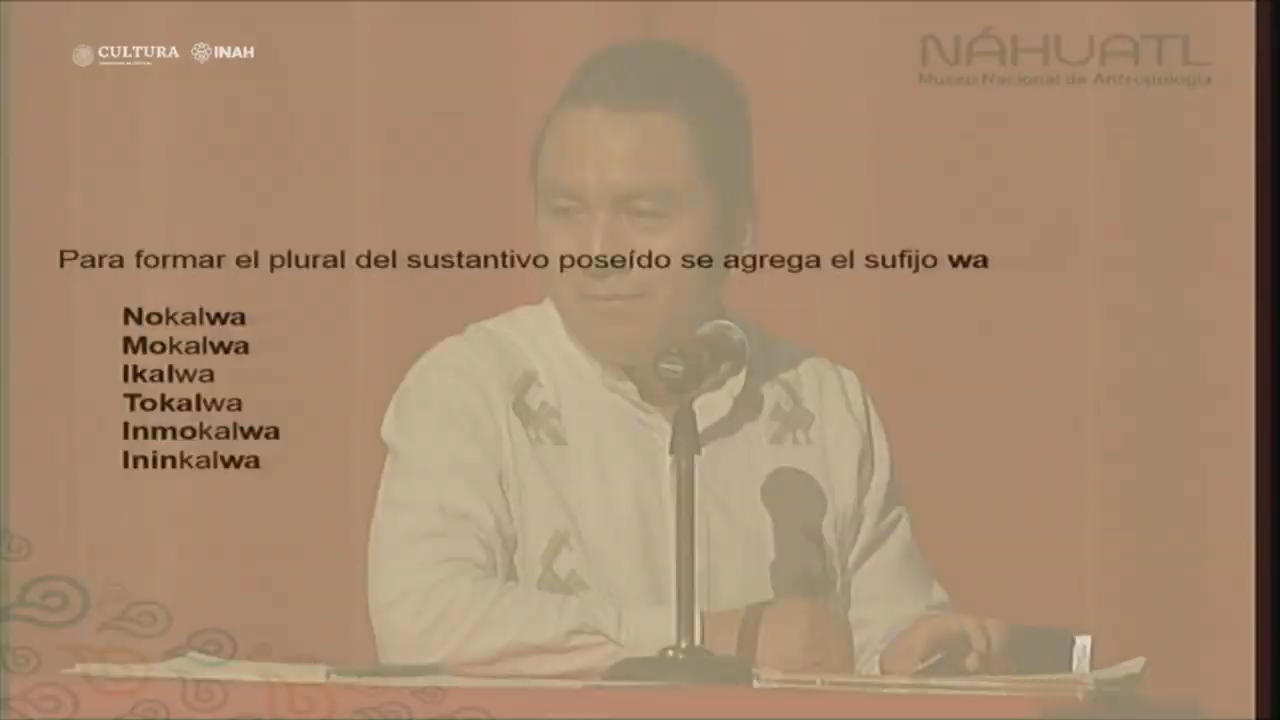 CULTURA INAH
NÁHUATL
Museo Nacional de Antropología
Para formar el plural del sustantivo poseído se agrega el sufijo wa
Nokalwa
Mokalwa
Ikalwa
Tokalwa
Inmokalwa
Ininkalwa